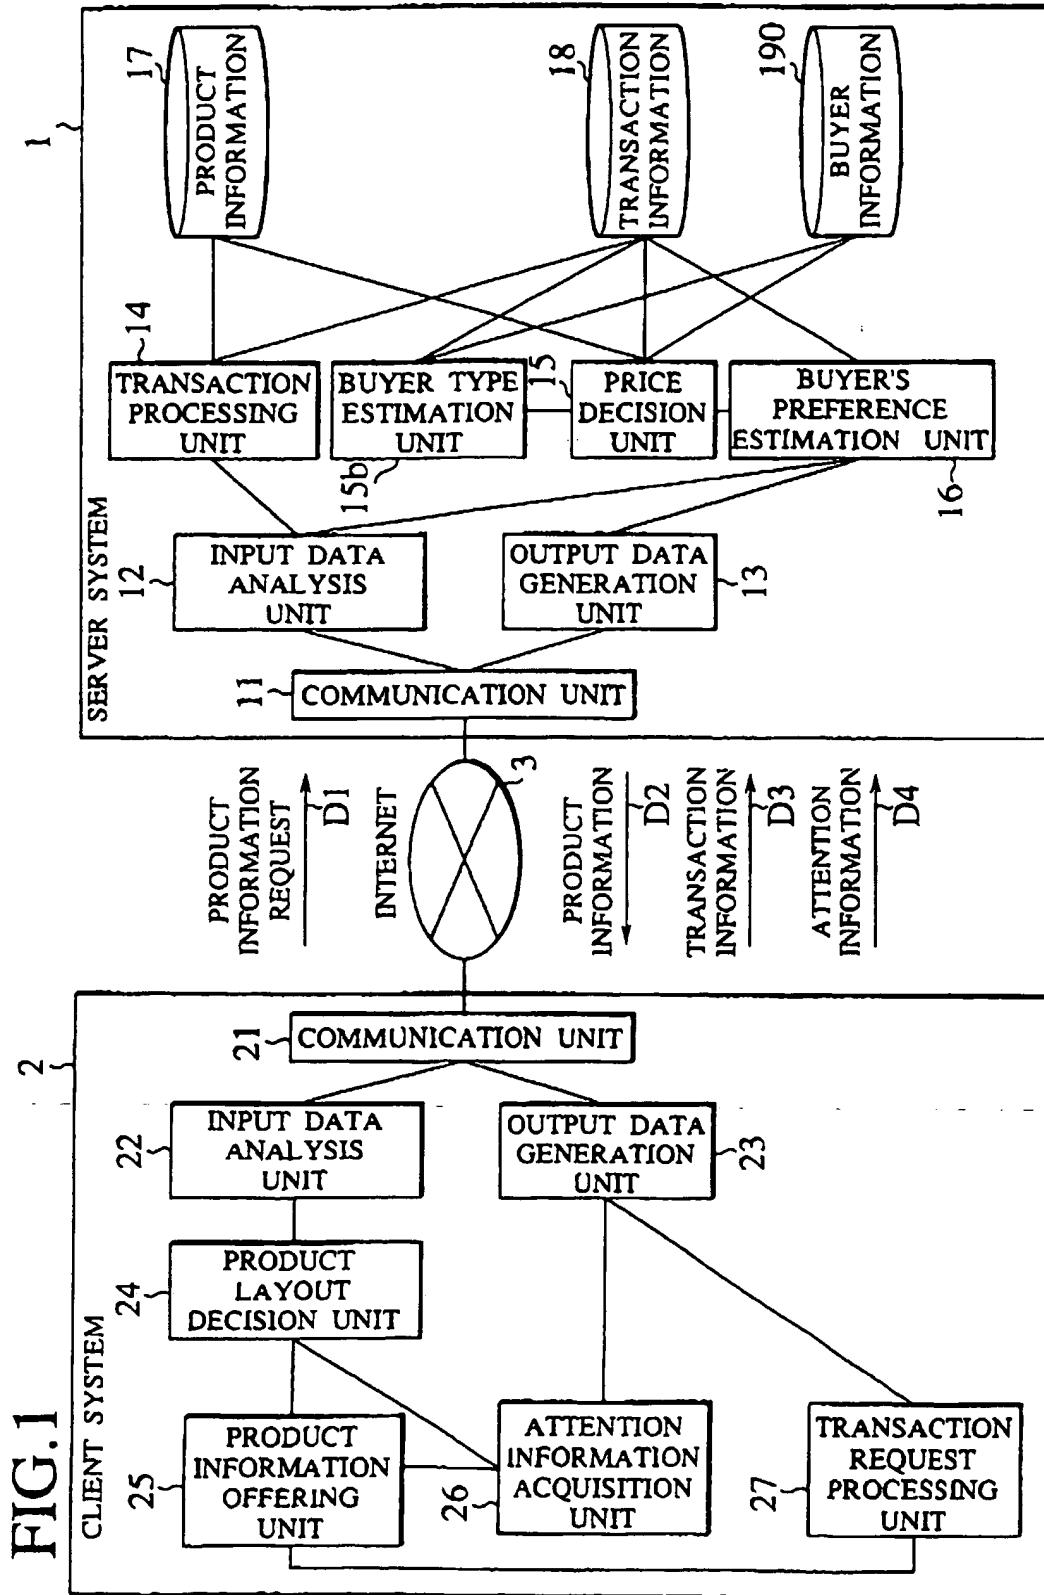 FIG.1
CLIENT SYSTEM
2
25
PRODUCT
INFORMATION
OFFERING
UNIT
24
PRODUCT
LAYOUT
DECISION UNIT
22
INPUT DATA
ANALYSIS
UNIT
21
COMMUNICATION UNIT
26
ATTENTION
INFORMATION
ACQUISITION
UNIT
OUTPUT DATA
GENERATION
UNIT
23
27
TRANSACTION
REQUEST
PROCESSING
UNIT
PRODUCT
INFORMATION
REQUEST
D1
INTERNET
3
PRODUCT
INFORMATION
D2
TRANSACTION
INFORMATION
D3
ATTENTION
INFORMATION
D4
SERVER SYSTEM
1
11
COMMUNICATION UNIT
12
INPUT DATA
ANALYSIS
UNIT
OUTPUT DATA
GENERATION
UNIT
13
14
TRANSACTION
PROCESSING
UNIT
BUYER TYPE
ESTIMATION
UNIT
15b
15
PRICE
DECISION
UNIT
BUYER'S
PREFERENCE
ESTIMATION UNIT
16
17
PRODUCT
INFORMATION
18
TRANSACTION
INFORMATION
190
BUYER
INFORMATION